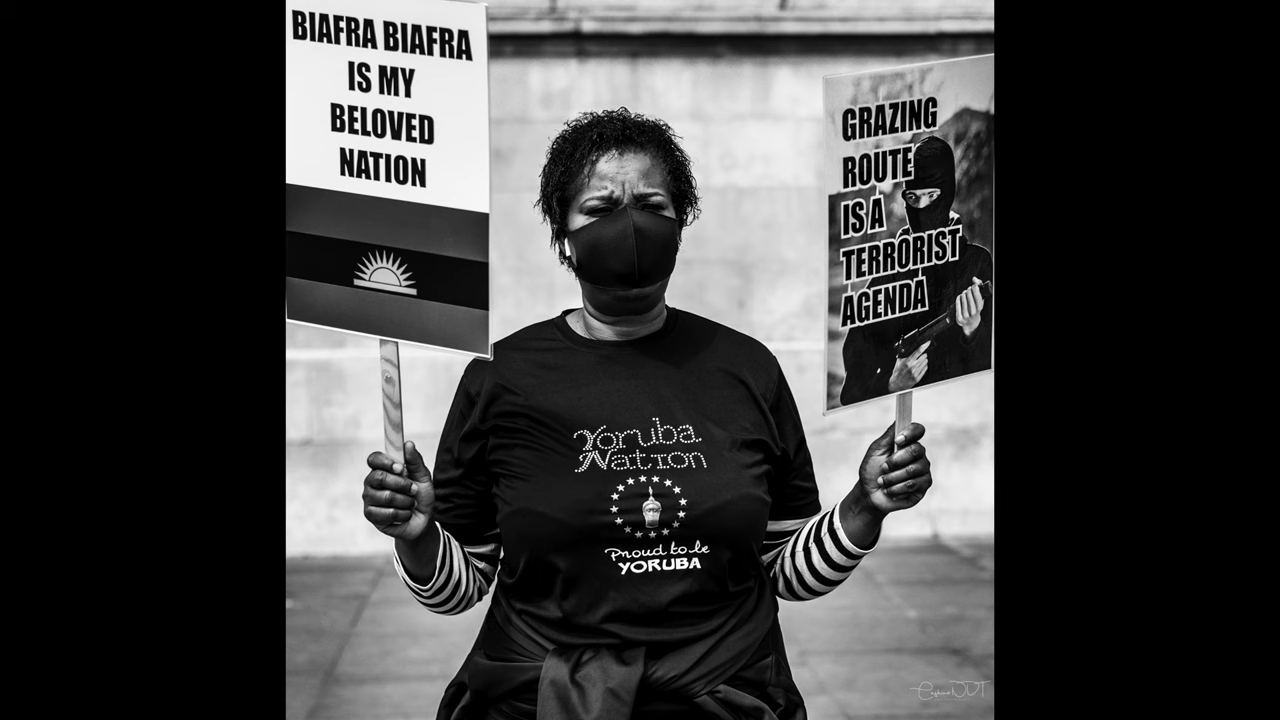 BIAFRA BIAFRA
IS MY
BELOVED
NATION
GRAZING
ROUTE
IS A
TERRORIST
AGENDA
Yoruba
Nation
Proud to be
YORUBA